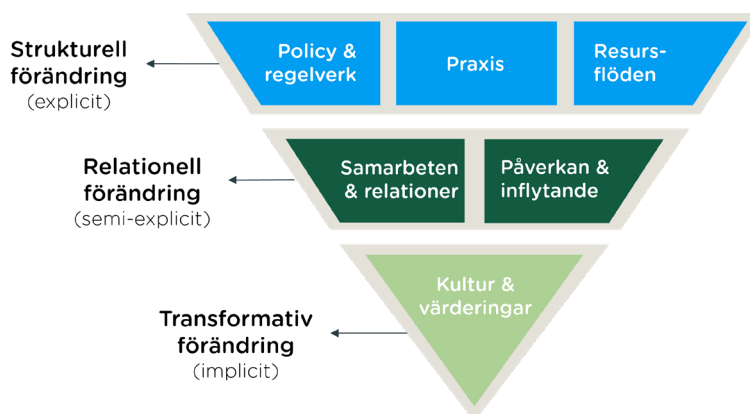 Strukturell
förändring
(explicit)
Policy &
regelverk
Praxis
Resurs-
flöden
Relationell
förändring
(semi-explicit)
Samarbeten
& relationer
Påverkan &
inflytande
Transformativ
förändring
(implicit)
Kultur &
värderingar